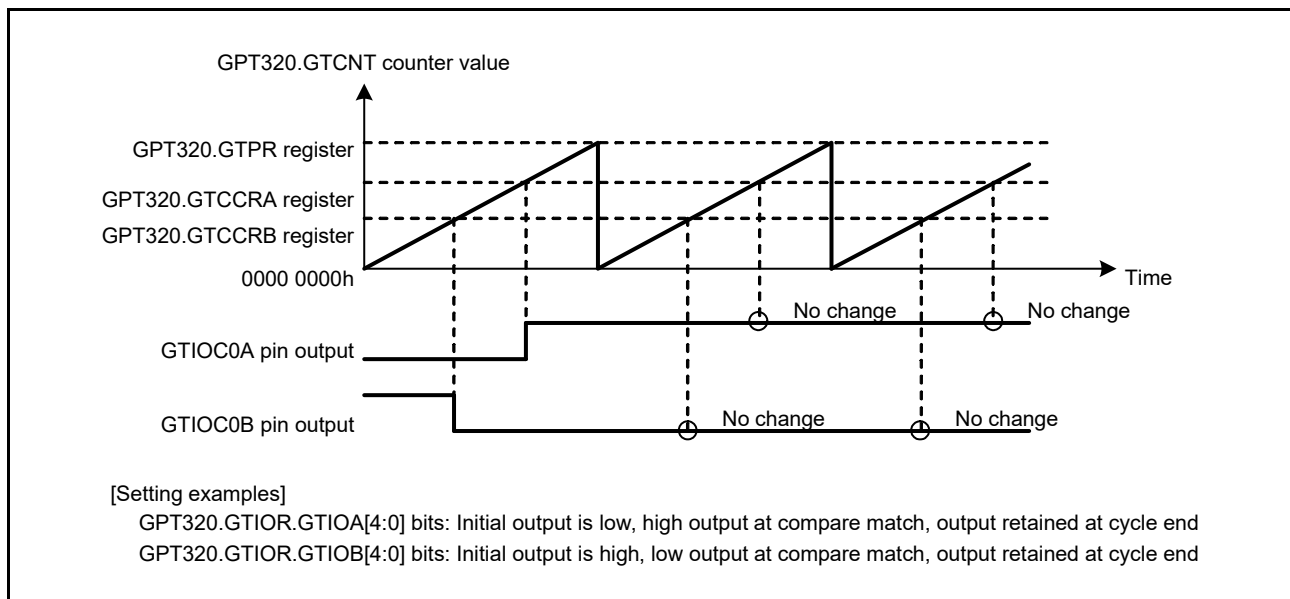 GPT320.GTCNT counter value
GPT320.GTPR register
GPT320.GTCCRA register
GPT320.GTCCRB register
0000 0000h
Time
No change
No change
GTIOC0A pin output
GTIOC0B pin output
No change
No change
[Setting examples]
GPT320.GTIOR.GTIOA[4:0] bits: Initial output is low, high output at compare match, output retained at cycle end
GPT320.GTIOR.GTIOB[4:0] bits: Initial output is high, low output at compare match, output retained at cycle end